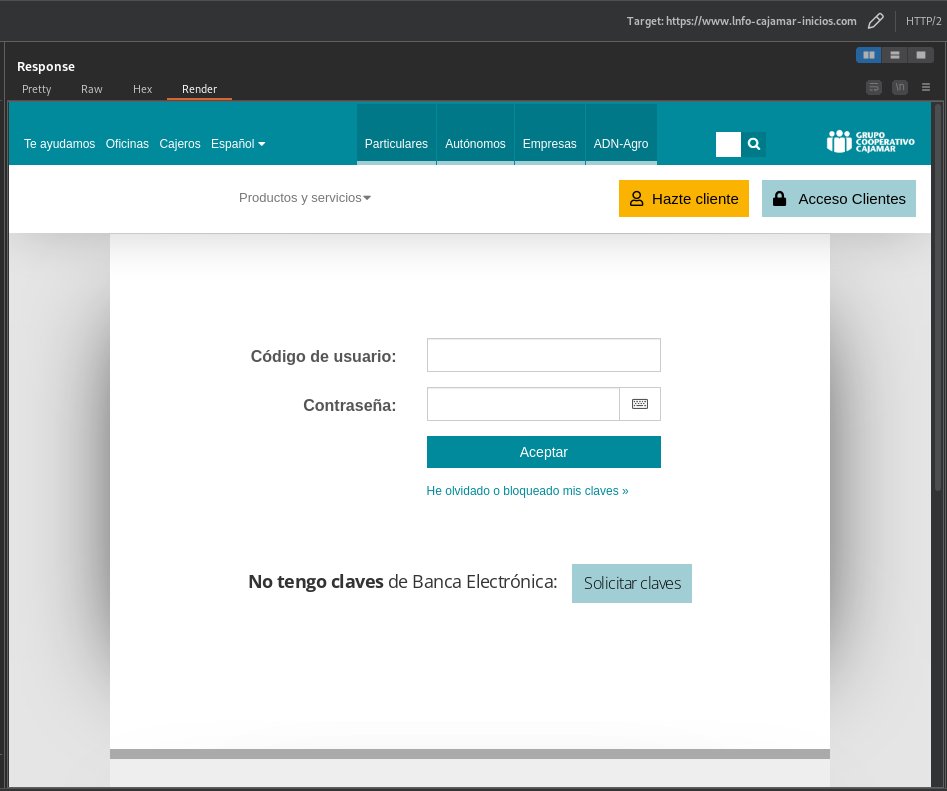 Target: https://www.lnfo-cajamar-inicios.com HTTP/2
Response
Pretty Raw Hex Render
\n
Te ayudamos Oficinas Cajeros Español Particulares Autónomos Empresas ADN-Agro GRUPO COOPERATIVO CAJAMAR
Productos y servicios Hazte cliente Acceso Clientes
Código de usuario:
Contraseña:
Aceptar
He olvidado o bloqueado mis claves »
No tengo claves de Banca Electrónica: Solicitar claves